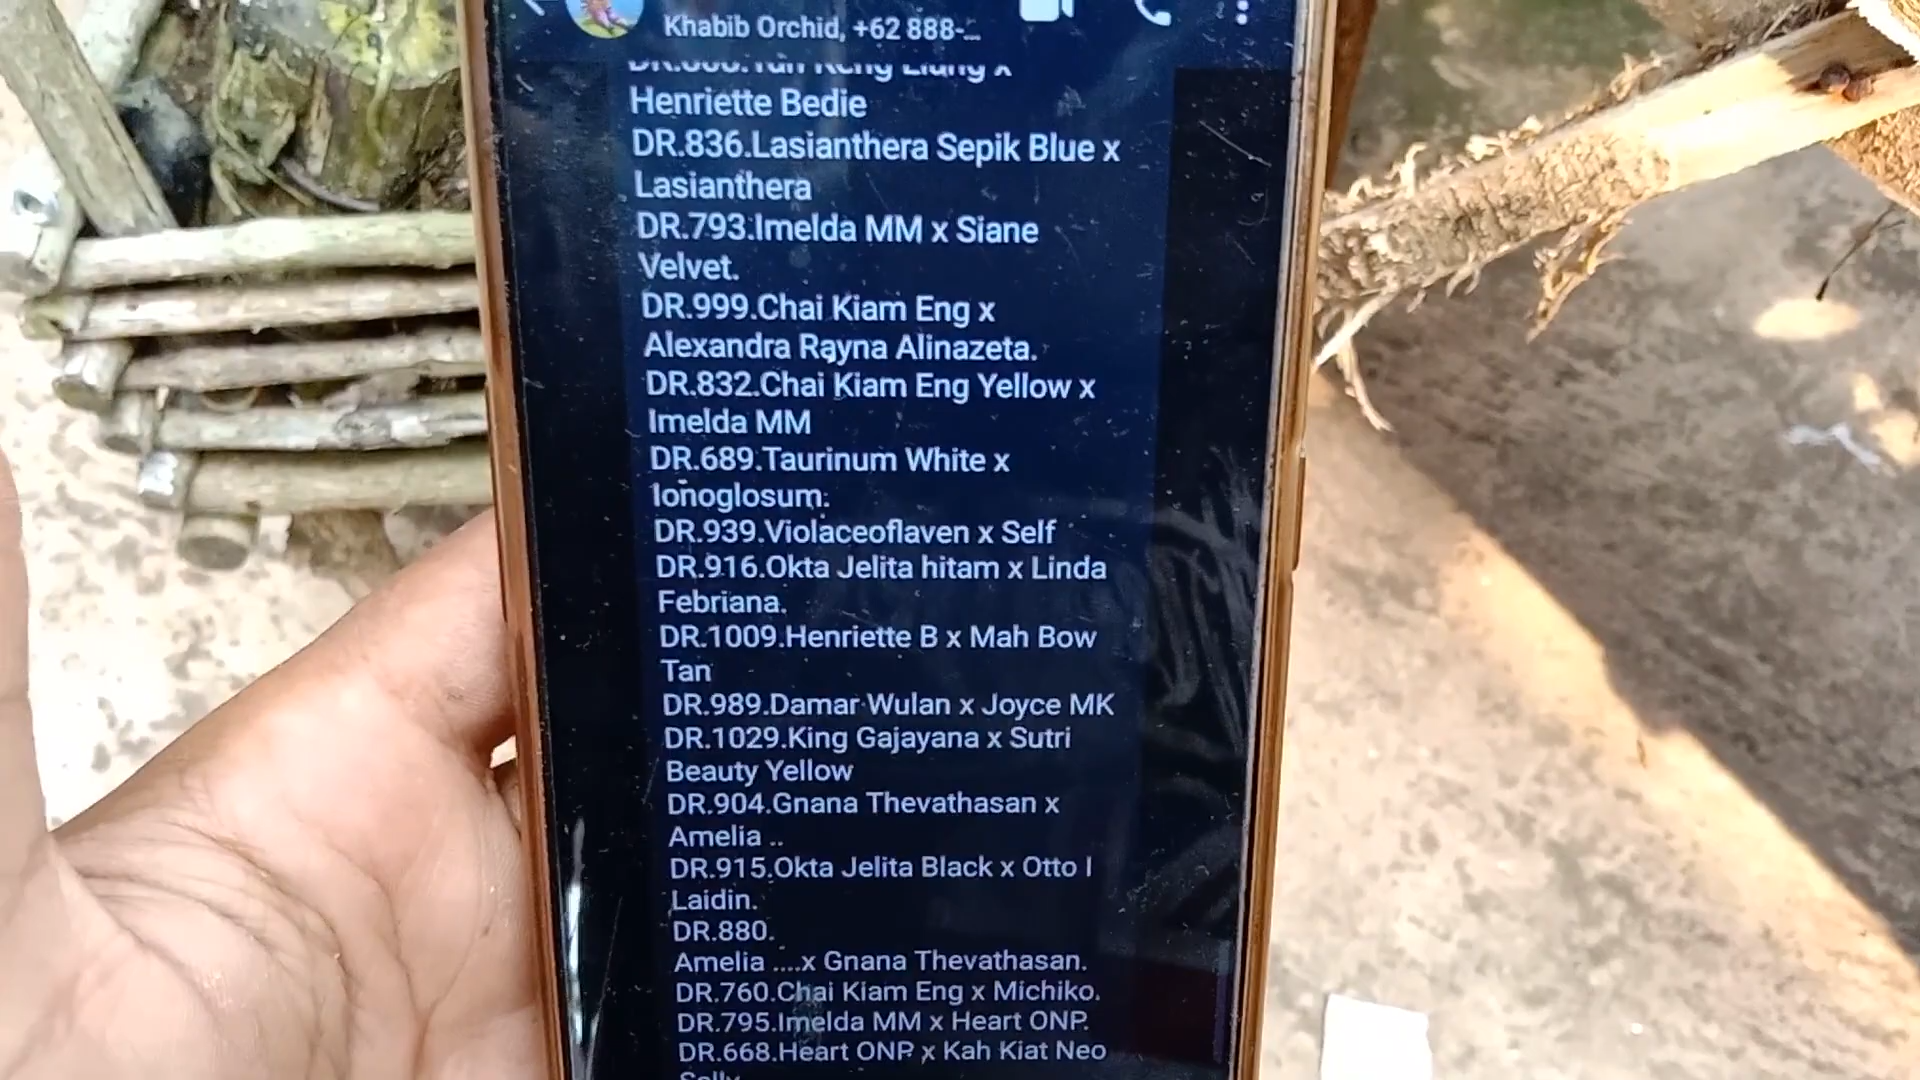 Khabib Orchid, +62 888-...
Henriette Bedie
DR.836.Lasianthera Sepik Blue x
Lasianthera
DR.793.Imelda MM x Siane
Velvet.
DR.999.Chai Kiam Eng x
Alexandra Rayna Alinazeta.
DR.832.Chai Kiam Eng Yellow x
Imelda MM
DR.689.Taurinum White x
Ionoglosum.
DR.939.Violaceoflaven x Self
DR.916.Okta Jelita hitam x Linda
Febriana.
DR.1009.Henriette B x Mah Bow
Tan
DR.989.Damar Wulan x Joyce MK
DR.1029.King Gajayana x Sutri
Beauty Yellow
DR.904.Gnana Thevathasan x
Amelia ..
DR.915.Okta Jelita Black x Otto I
Laidin.
DR.880.
Amelia ....x Gnana Thevathasan.
DR.760.Chai Kiam Eng x Michiko.
DR.795.Imelda MM x Heart ONP.
DR.668.Heart ONP x Kah Kiat Neo